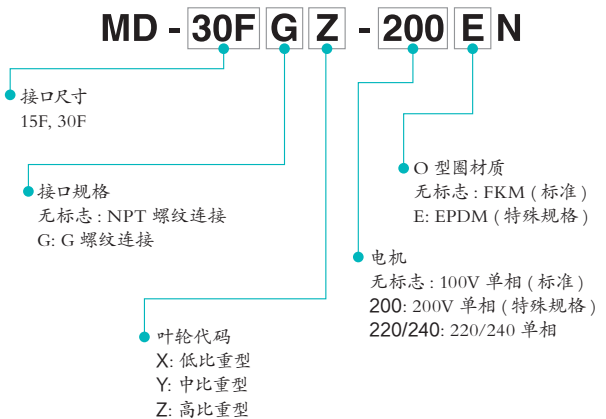 MD - 30F G Z - 200 E N
接口尺寸
15F, 30F
接口规格
无标志 : NPT 螺纹连接
G: G 螺纹连接
叶轮代码
X: 低比重型
Y: 中比重型
Z: 高比重型
O 型圈材质
无标志 : FKM ( 标准 )
E: EPDM ( 特殊规格 )
电机
无标志 : 100V 单相 ( 标准 )
200: 200V 单相 ( 特殊规格 )
220/240: 220/240 单相